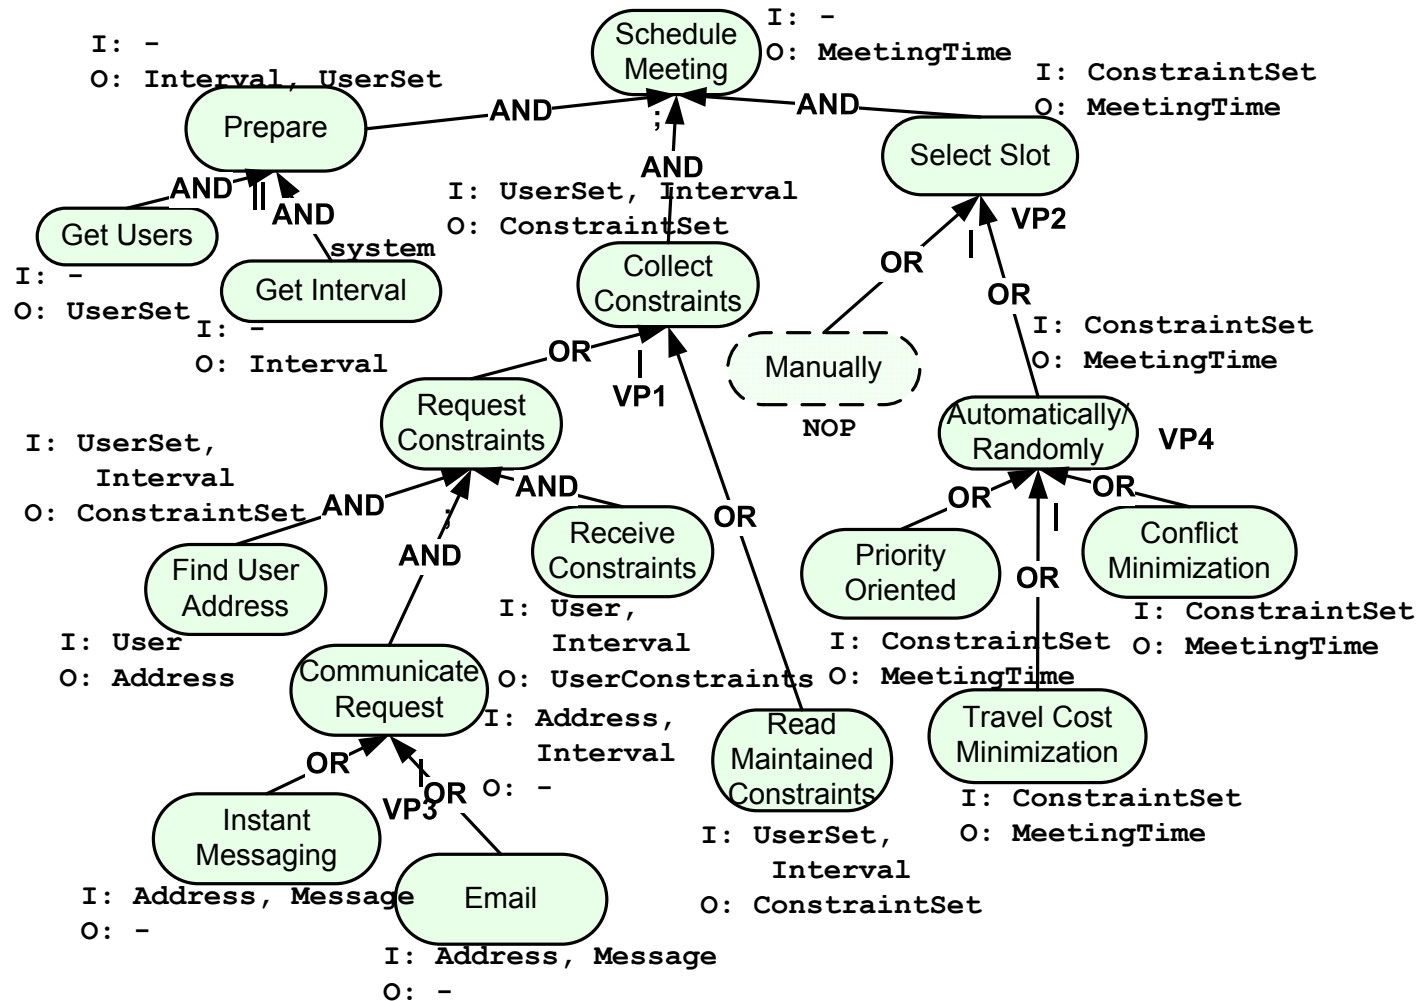 I: -
O: Interval, UserSet
Schedule
Meeting
I: -
O: MeetingTime
I: ConstraintSet
O: MeetingTime
Prepare
AND
;
AND
AND
Select Slot
VP2
|
AND
||
AND
Get Users
I: -
O: UserSet
system
Get Interval
I: -
O: Interval
I: UserSet, Interval
O: ConstraintSet
Collect
Constraints
OR
|
VP1
OR
OR
OR
Manually
NOP
I: ConstraintSet
O: MeetingTime
Automatically/
Randomly
VP4
Request
Constraints
I: UserSet,
Interval
O: ConstraintSet
AND
;
AND
AND
Find User
Address
I: User
O: Address
Receive
Constraints
I: User,
Interval
O: UserConstraints
OR
OR
|
OR
Priority
Oriented
I: ConstraintSet
O: MeetingTime
Conflict
Minimization
I: ConstraintSet
O: MeetingTime
Communicate
Request
I: Address,
Interval
O: -
Read
Maintained
Constraints
I: UserSet,
Interval
O: ConstraintSet
Travel Cost
Minimization
I: ConstraintSet
O: MeetingTime
OR
|
VP3
OR
Instant
Messaging
I: Address, Message
O: -
Email
I: Address, Message
O: -